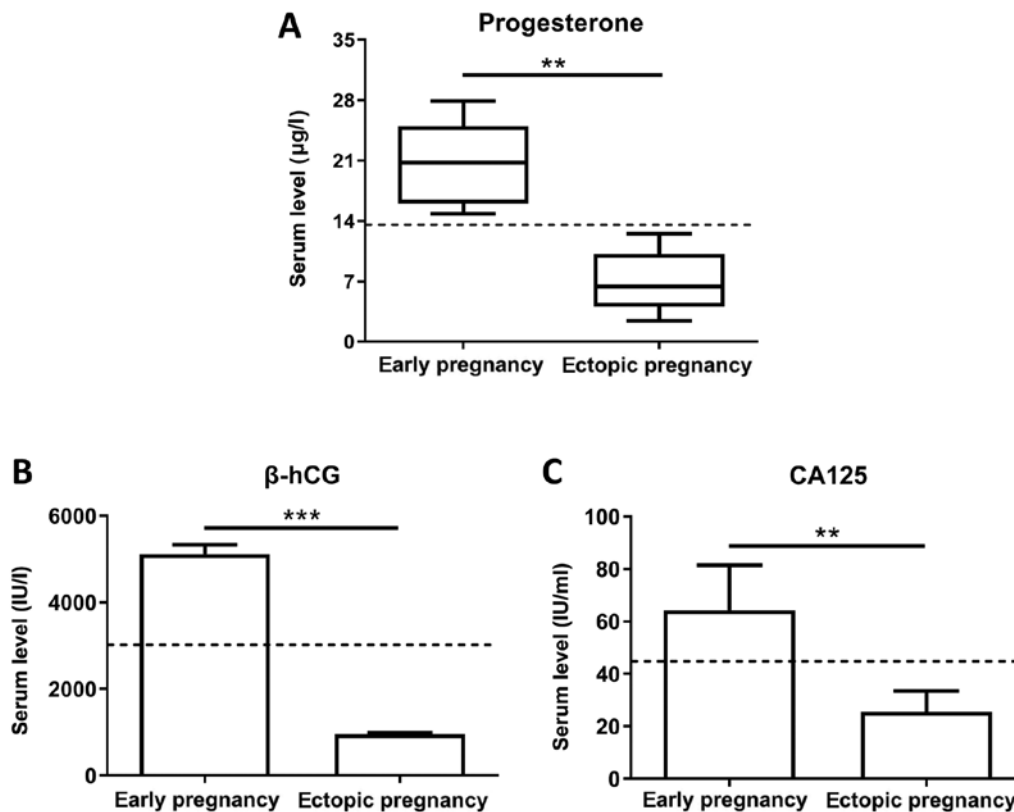 A
Progesterone
**
35
28
21
14
7
0
Serum level (µg/l)
Early pregnancy
Ectopic pregnancy
B
β-hCG
***
6000
4000
2000
0
Serum level (IU/l)
Early pregnancy
Ectopic pregnancy
C
CA125
**
100
80
60
40
20
0
Serum level (IU/ml)
Early pregnancy
Ectopic pregnancy